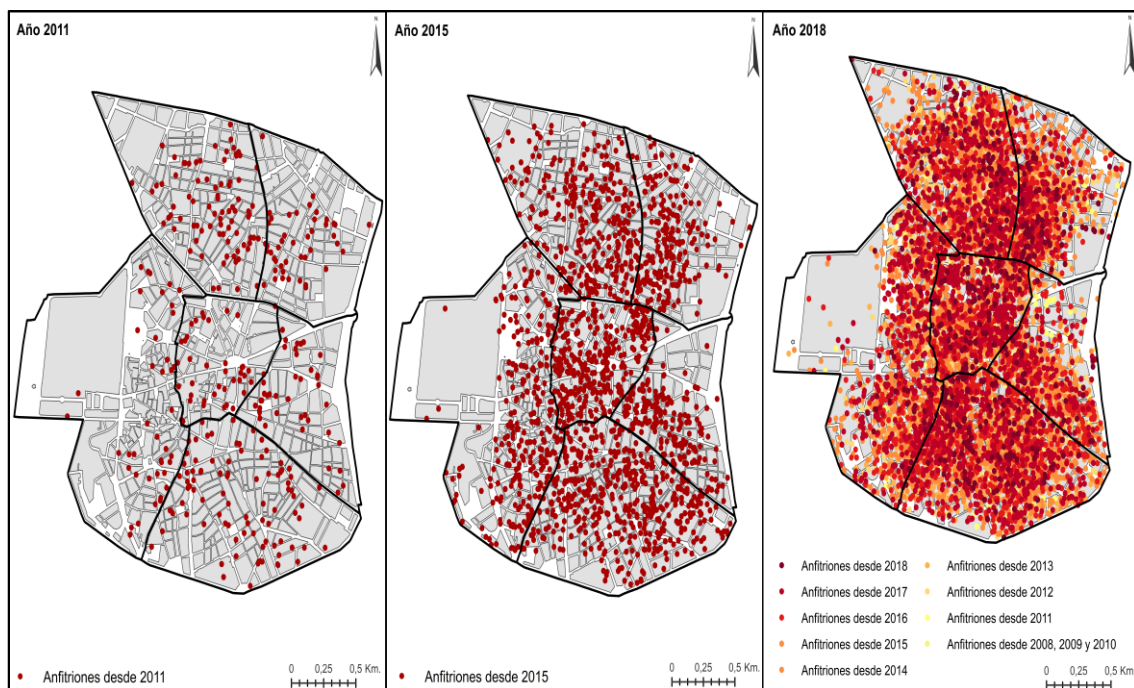 Año 2011
N
0 0,25 0,5 Km.
Anfitriones desde 2011
Año 2015
N
0 0,25 0,5 Km.
Anfitriones desde 2015
Año 2018
N
Anfitriones desde 2018
Anfitriones desde 2017
Anfitriones desde 2016
Anfitriones desde 2015
Anfitriones desde 2014
Anfitriones desde 2013
Anfitriones desde 2012
Anfitriones desde 2011
Anfitriones desde 2008, 2009 y 2010
0 0,25 0,5 Km.